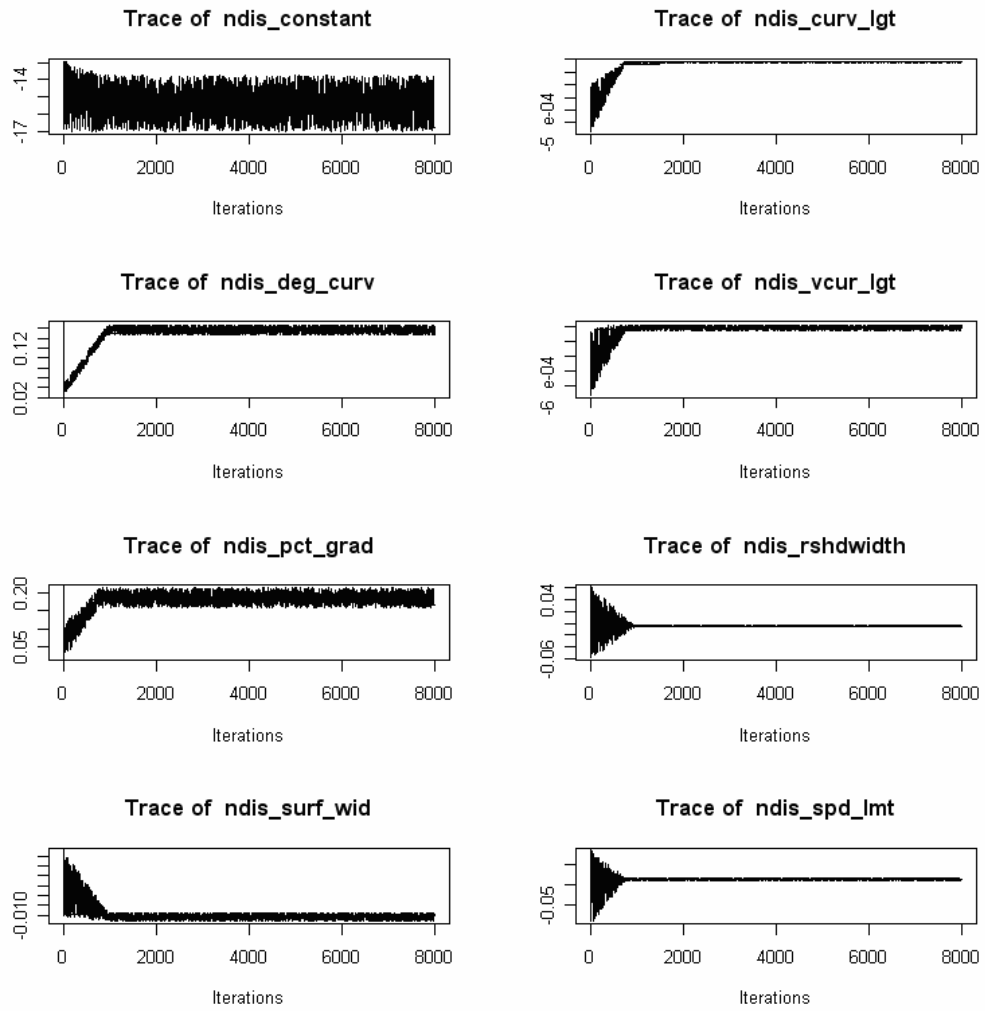 Trace of ndis_constant
-14
-17
0 2000 4000 6000 8000
Iterations
Trace of ndis_curv_lgt
-5 e-04
0 2000 4000 6000 8000
Iterations
Trace of ndis_deg_curv
0.12
0.02
0 2000 4000 6000 8000
Iterations
Trace of ndis_vcur_lgt
-6 e-04
0 2000 4000 6000 8000
Iterations
Trace of ndis_pct_grad
0.20
0.05
0 2000 4000 6000 8000
Iterations
Trace of ndis_rshdwidth
0.04
-0.06
0 2000 4000 6000 8000
Iterations
Trace of ndis_surf_wid
-0.010
0 2000 4000 6000 8000
Iterations
Trace of ndis_spd_lmt
-0.05
0 2000 4000 6000 8000
Iterations